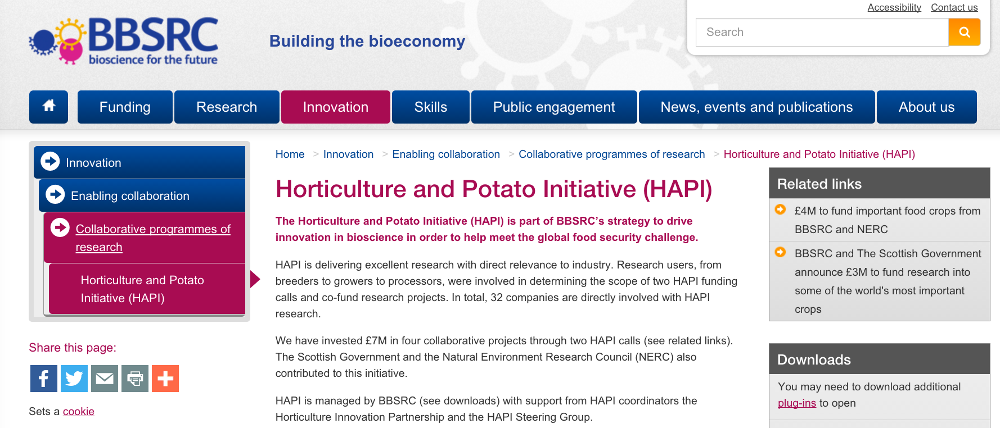 Accessibility Contact us
BBSRC
bioscience for the future
Building the bioeconomy
Search
Funding Research Innovation Skills Public engagement News, events and publications About us
Innovation
Enabling collaboration
Collaborative programmes of
research
Horticulture and Potato
Initiative (HAPI)
Share this page:
Sets a cookie
Home > Innovation > Enabling collaboration > Collaborative programmes of research > Horticulture and Potato Initiative (HAPI)
Horticulture and Potato Initiative (HAPI)
The Horticulture and Potato Initiative (HAPI) is part of BBSRC’s strategy to drive
innovation in bioscience in order to help meet the global food security challenge.
HAPI is delivering excellent research with direct relevance to industry. Research users, from
breeders to growers to processors, were involved in determining the scope of two HAPI funding
calls and co-fund research projects. In total, 32 companies are directly involved with HAPI
research.
We have invested £7M in four collaborative projects through two HAPI calls (see related links).
The Scottish Government and the Natural Environment Research Council (NERC) also
contributed to this initiative.
HAPI is managed by BBSRC (see downloads) with support from HAPI coordinators the
Horticulture Innovation Partnership and the HAPI Steering Group.
Related links
£4M to fund important food crops from
BBSRC and NERC
BBSRC and The Scottish Government
announce £3M to fund research into
some of the world's most important
crops
Downloads
You may need to download additional
plug-ins to open